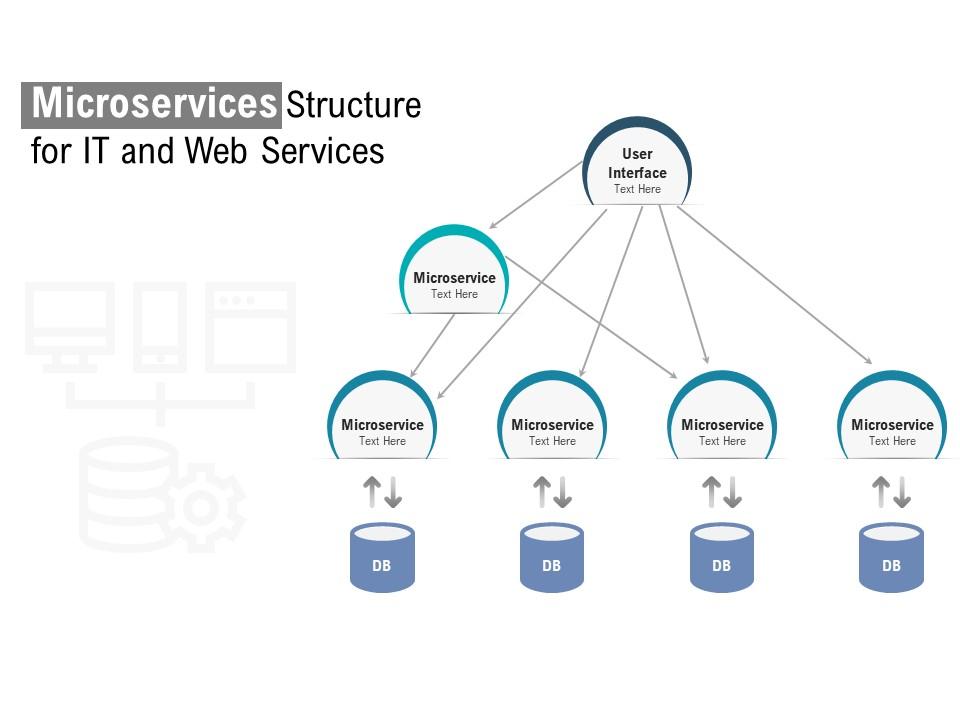 Microservices Structure
for IT and Web Services
User
Interface
Text Here
Microservice
Text Here
Microservice
Text Here
Microservice
Text Here
Microservice
Text Here
Microservice
Text Here
DB
DB
DB
DB